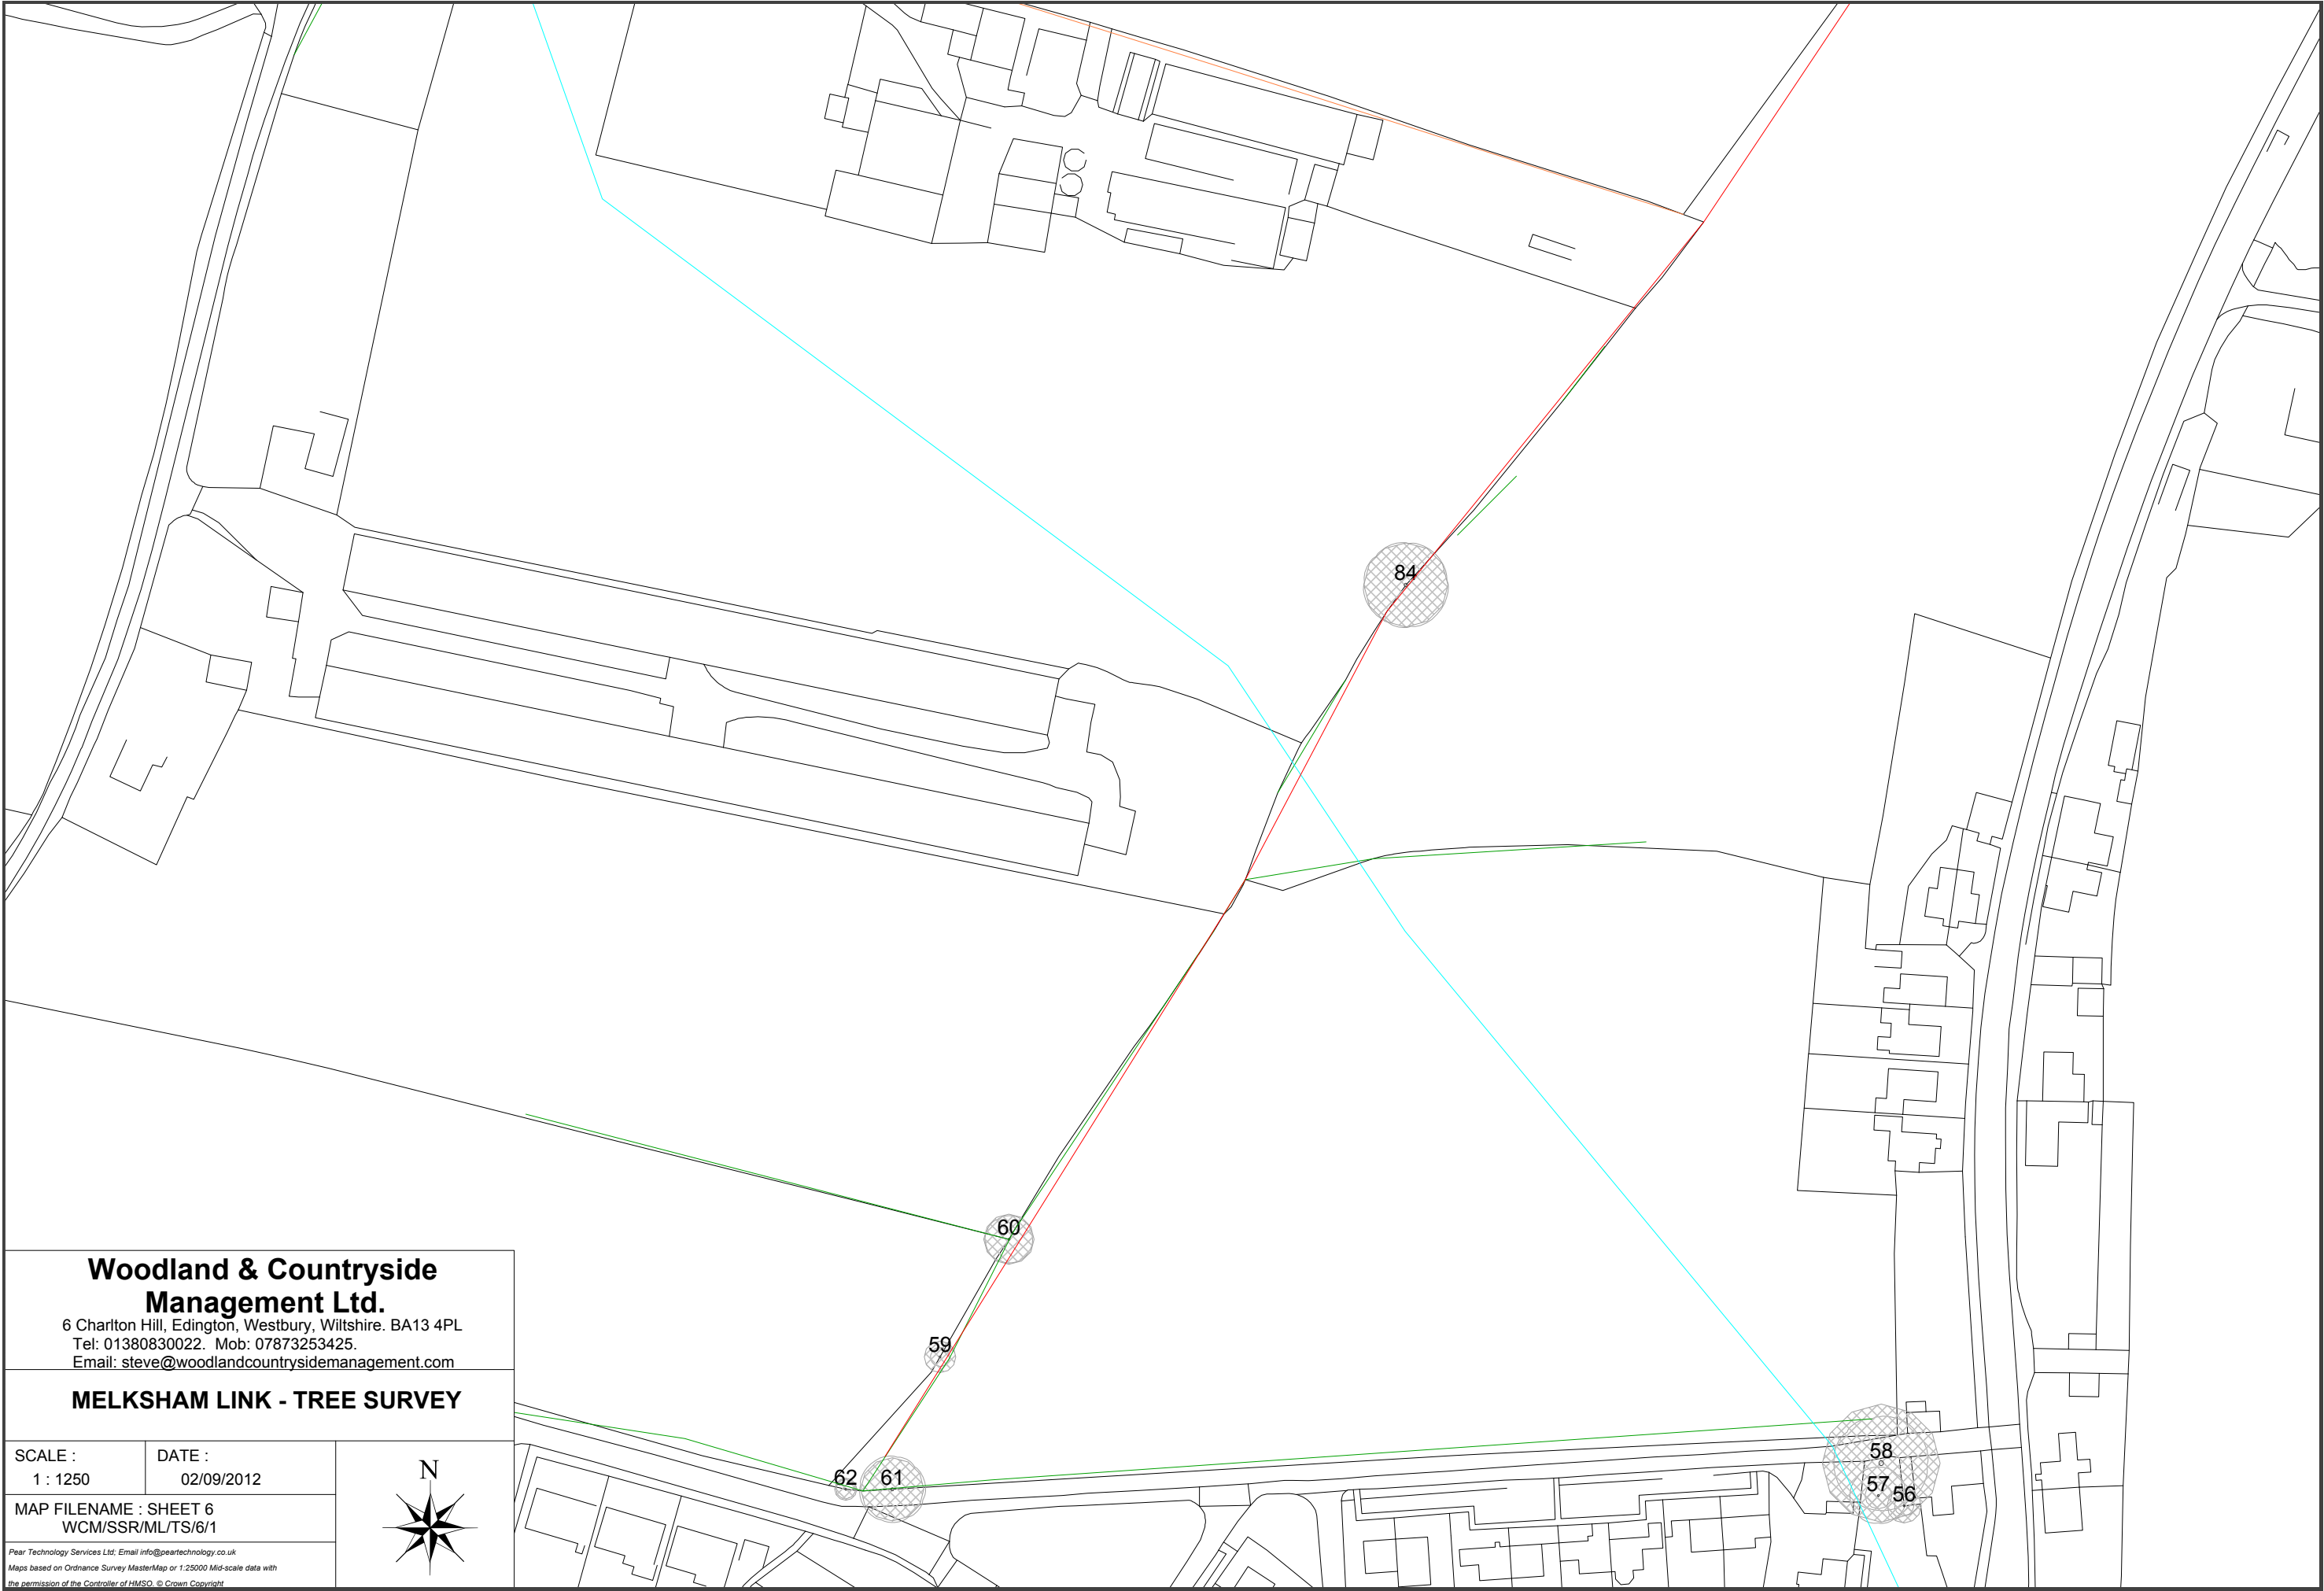 84
60
59
62 61
58
57
56
Woodland & Countryside
Management Ltd.
6 Charlton Hill, Edington, Westbury, Wiltshire. BA13 4PL
Tel: 01380830022. Mob: 07873253425.
Email: steve@woodlandcountrysidemanagement.com
MELKSHAM LINK - TREE SURVEY
SCALE :
1 : 1250
DATE :
02/09/2012
N
MAP FILENAME : SHEET 6
WCM/SSR/ML/TS/6/1
Pear Technology Services Ltd; Email info@peartechnology.co.uk
Maps based on Ordnance Survey MasterMap or 1:25000 Mid-scale data with
the permission of the Controller of HMSO. © Crown Copyright